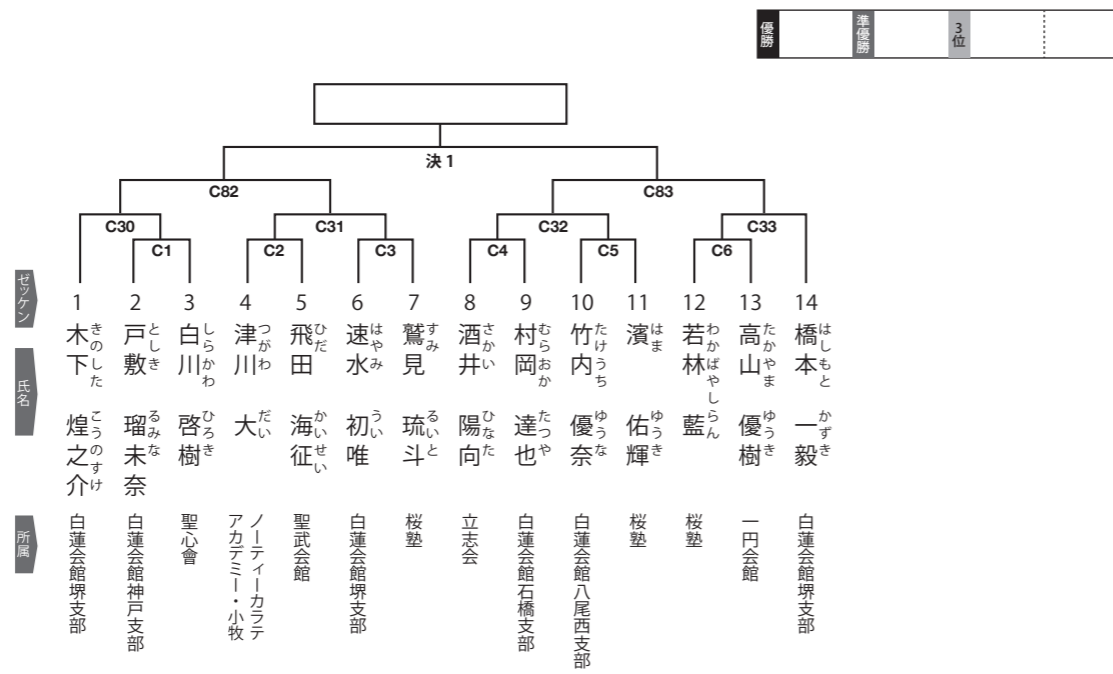 優勝
準優勝
3位
決 1
C82
C83
C30
C31
C32
C33
C1
C2
C3
C4
C5
C6
ゼッケン
1
2
3
4
5
6
7
8
9
10
11
12
13
14
氏名
木下 煌之介
きのした こうのすけ
戸敷 瑠未奈
としき るみな
白川 啓樹
しらかわ ひろき
津川 大
つがわ だい
飛田 海征
ひだ かいせい
速水 初唯
はやみ うい
鷲見 琉斗
すみ るいと
酒井 陽向
さかい ひなた
村岡 達也
むらおか たつや
竹内 優奈
たけうち ゆうな
濱 佑輝
はま ゆうき
若林 藍
わかばやし らん
高山 優樹
たかやま ゆうき
橋本 一毅
はしもと かずき
所属
白蓮会館堺支部
白蓮会館神戸支部
聖心會
ノーティーカラテ
アカデミー・小牧
聖武会館
白蓮会館堺支部
桜塾
立志会
白蓮会館石橋支部
白蓮会館八尾西支部
桜塾
桜塾
一円会館
白蓮会館堺支部